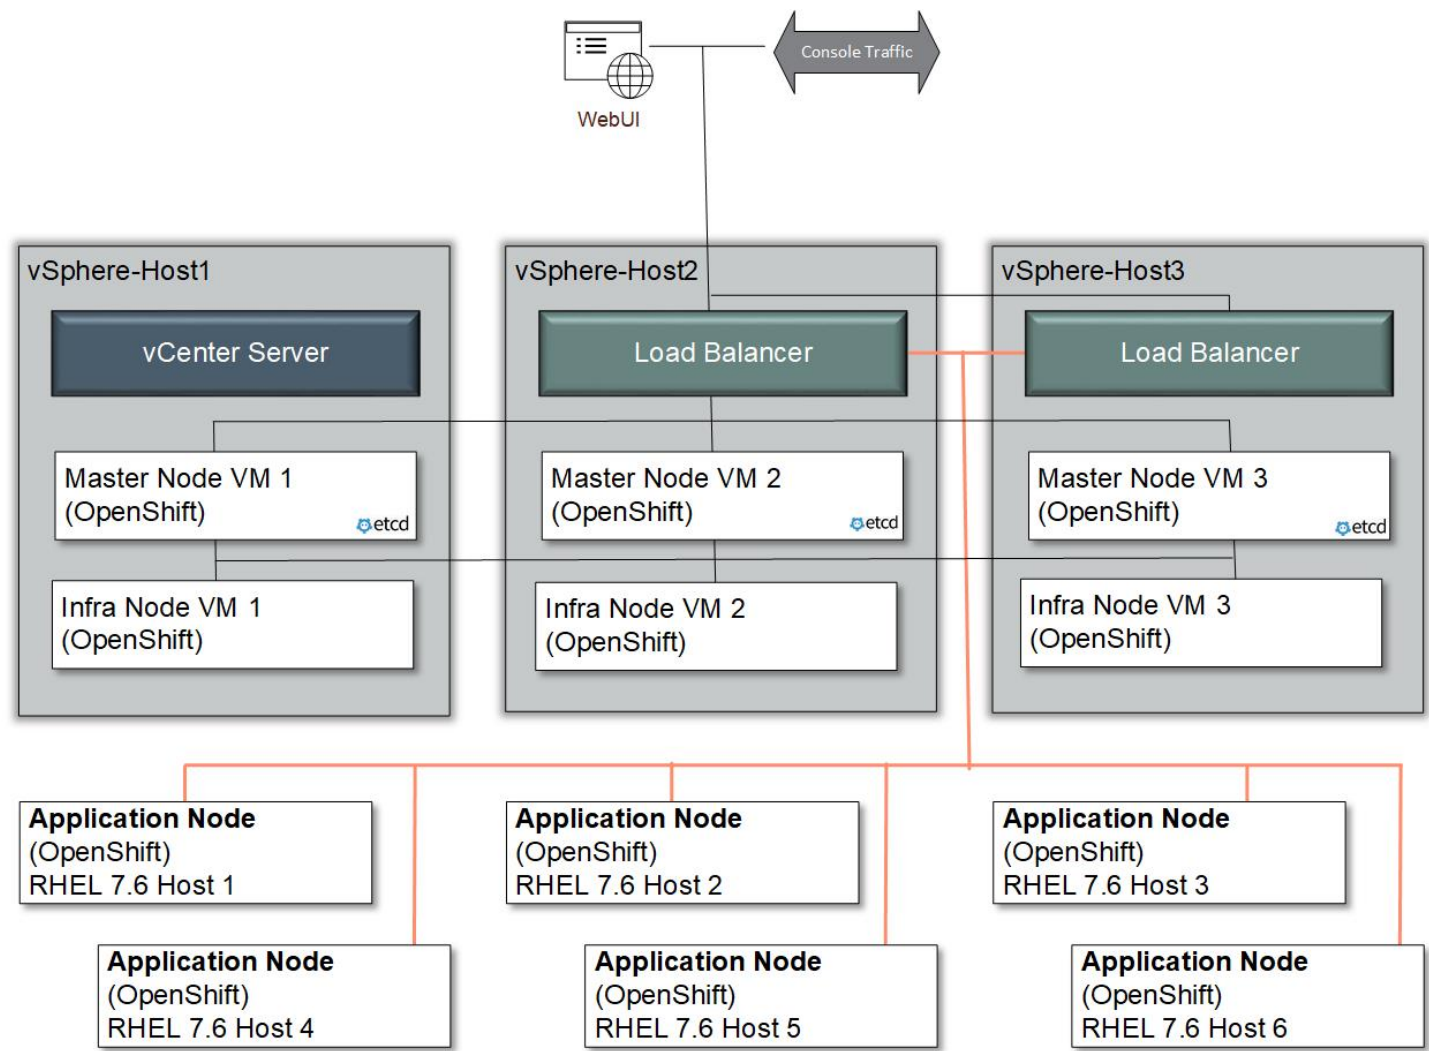 Console Traffic
WebUI
vSphere-Host1
vCenter Server
Master Node VM 1
(OpenShift)
etcd
Infra Node VM 1
(OpenShift)
vSphere-Host2
Load Balancer
Master Node VM 2
(OpenShift)
etcd
Infra Node VM 2
(OpenShift)
vSphere-Host3
Load Balancer
Master Node VM 3
(OpenShift)
etcd
Infra Node VM 3
(OpenShift)
Application Node
(OpenShift)
RHEL 7.6 Host 1
Application Node
(OpenShift)
RHEL 7.6 Host 2
Application Node
(OpenShift)
RHEL 7.6 Host 3
Application Node
(OpenShift)
RHEL 7.6 Host 4
Application Node
(OpenShift)
RHEL 7.6 Host 5
Application Node
(OpenShift)
RHEL 7.6 Host 6